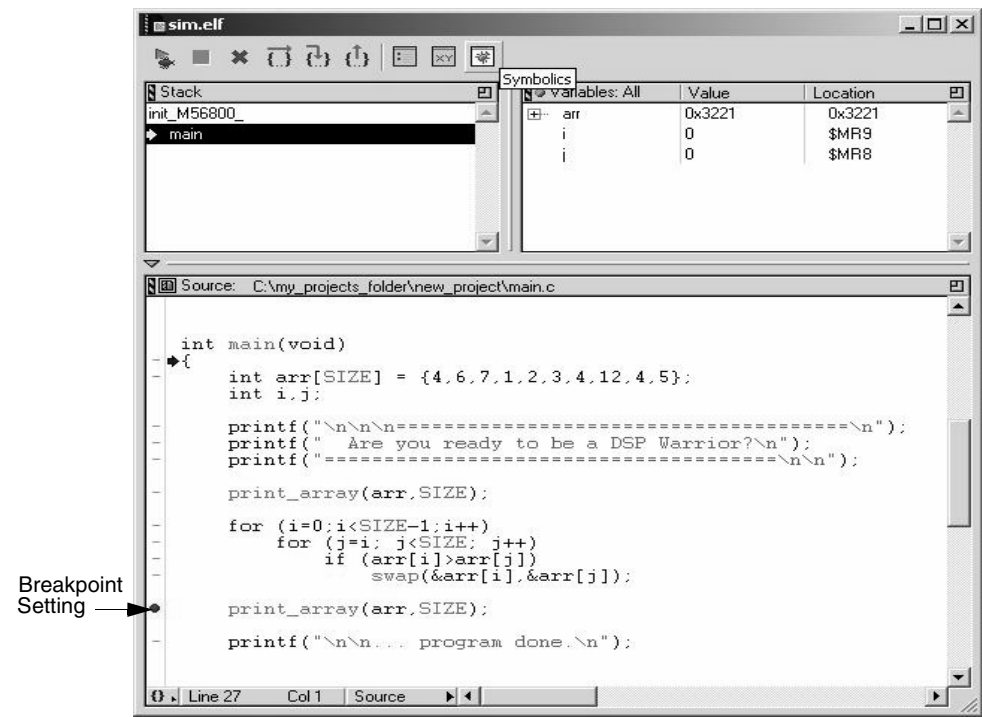 sim.elf
XY
Symbolics
Stack
Variables: All Value Location
init_M56800_
main
arr 0x3221 0x3221
i 0 $MR9
j 0 $MR8
Source: C:\my_projects_folder\new_project\main.c
int main(void)
{
int arr[SIZE] = {4,6,7,1,2,3,4,12,4,5};
int i,j;
printf("\n\n\n======================================\n");
printf("  Are you ready to be a DSP Warrior?\n");
printf("======================================\n\n");
print_array(arr,SIZE);
for (i=0;i<SIZE-1;i++)
for (j=i; j<SIZE; j++)
if (arr[i]>arr[j])
swap(&arr[i],&arr[j]);
Breakpoint
Setting
print_array(arr,SIZE);
printf("\n\n... program done.\n");
Line 27 Col 1 Source